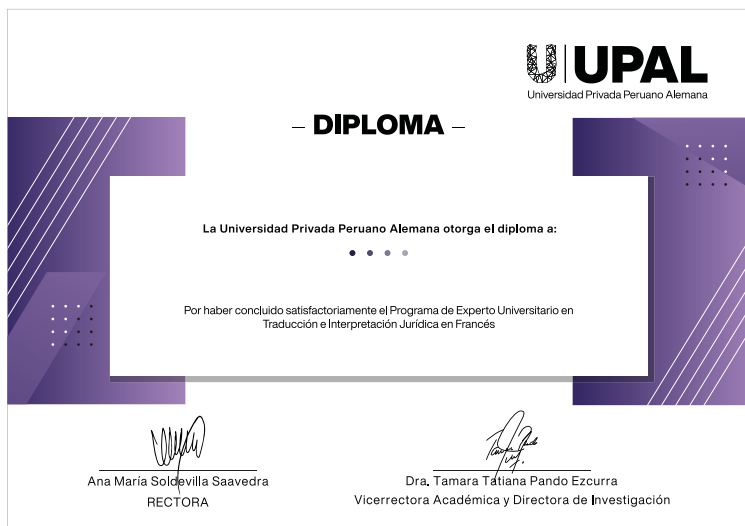 UPAL
Universidad Privada Peruano Alemana
– DIPLOMA –
La Universidad Privada Peruano Alemana otorga el diploma a:
Por haber concluido satisfactoriamente el Programa de Experto Universitario en
Traducción e Interpretación Jurídica en Francés
Ana María Soldevilla Saavedra
RECTORA
Dra. Tamara Tatiana Pando Ezcurra
Vicerrectora Académica y Directora de Investigación